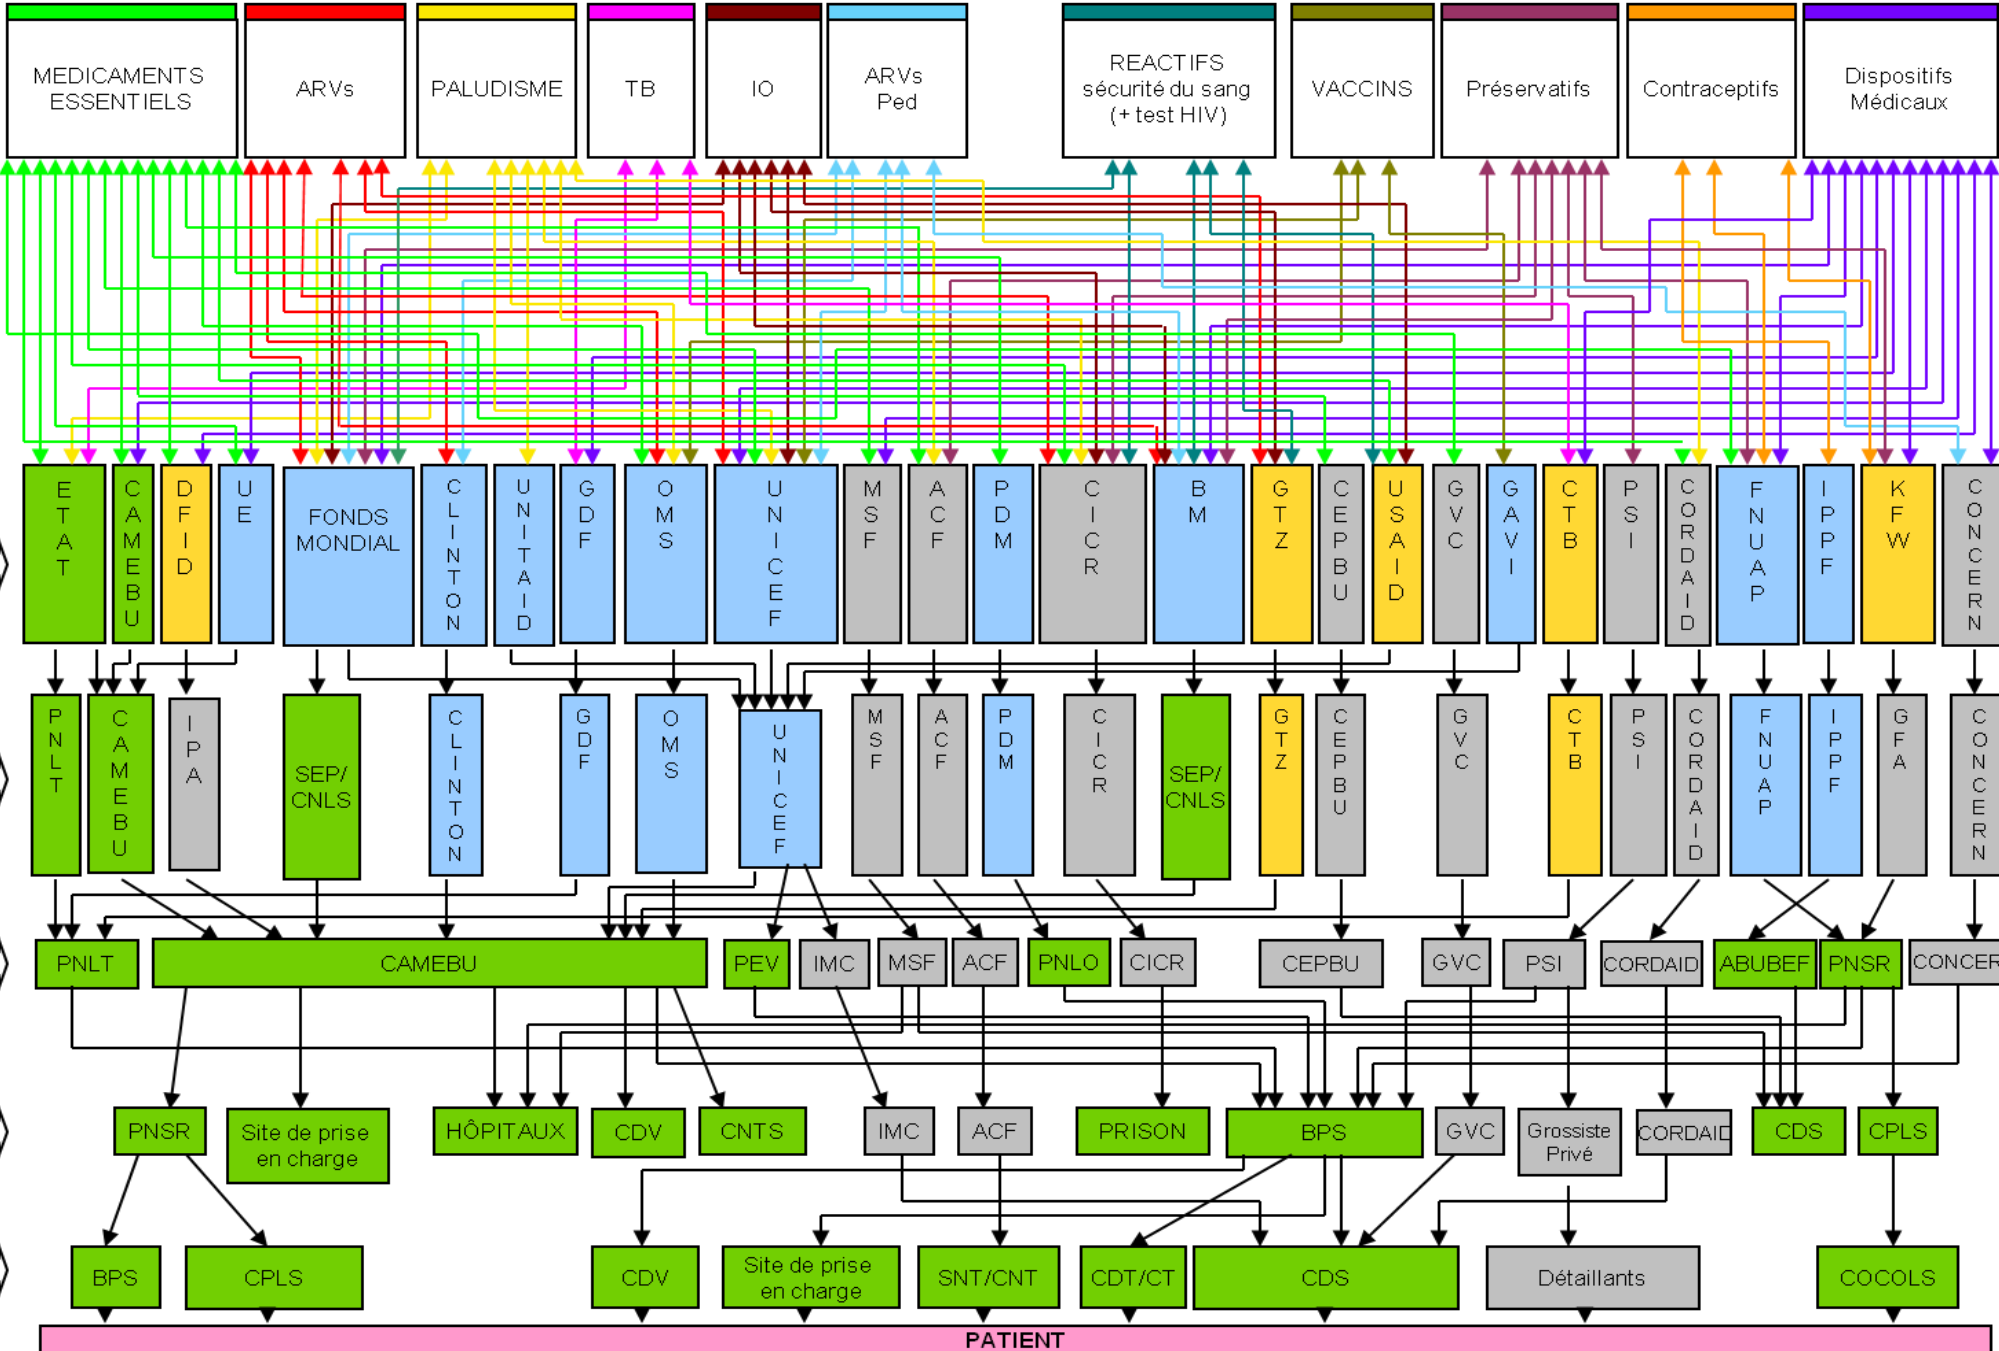 MEDICAMENTS
ESSENTIELS
ARVs
PALUDISME
TB
IO
ARVs
Ped
REACTIFS
sécurité du sang
(+ test HIV)
VACCINS
Préservatifs
Contraceptifs
Dispositifs
Médicaux
ETAT
CAMEBU
DFID
UE
FONDS
MONDIAL
CLINTON
UNITAID
GDF
OMS
UNICEF
MSF
ACF
PDM
CICR
BM
GTZ
CEPBU
USAID
GVC
GAVI
CTB
PSI
CORDAID
FNUAP
IPPF
KFW
CONCERN
PNLT
CAMEBU
IPA
SEP/
CNLS
CLINTON
GDF
OMS
UNICEF
MSF
ACF
PDM
CICR
SEP/
CNLS
GTZ
CEPBU
GVC
CTB
PSI
CORDAID
FNUAP
IPPF
GFA
CONCERN
PNLT
CAMEBU
PEV
IMC
MSF
ACF
PNLO
CICR
CEPBU
GVC
PSI
CORDAID
ABUBEF
PNSR
CONCER
PNSR
Site de prise
en charge
HÔPITAUX
CDV
CNTS
IMC
ACF
PRISON
BPS
GVC
Grossiste
Privé
CORDAID
CDS
CPLS
BPS
CPLS
CDV
Site de prise
en charge
SNT/CNT
CDT/CT
CDS
Détaillants
COCOLS
PATIENT